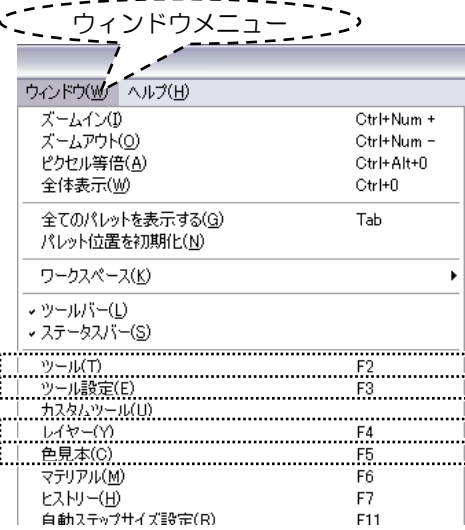 ウィンドウメニュー
ウィンドウ(W) ヘルプ(H)
ズームイン(I) Ctrl+Num +
ズームアウト(O) Ctrl+Num −
ピクセル等倍(A) Ctrl+Alt+0
全体表示(W) Ctrl+0
全てのパレットを表示する(G) Tab
パレット位置を初期化(N)
ワークスペース(K)
ツールバー(L)
ステータスバー(S)
ツール(T) F2
ツール設定(E) F3
カスタムツール(U)
レイヤー(Y) F4
色見本(C) F5
マテリアル(M) F6
ヒストリー(H) F7
自動ステップサイズ設定(R) F11